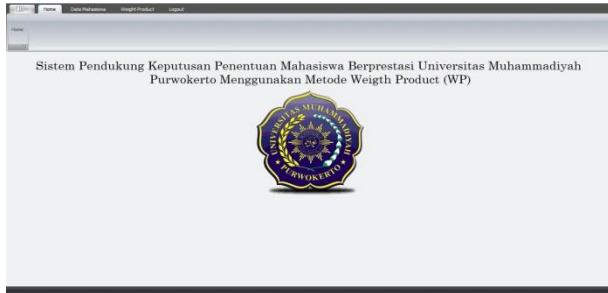 Home Data Mahasiswa Weight Product Logout
Home
Sistem Pendukung Keputusan Penentuan Mahasiswa Berprestasi Universitas Muhammadiyah
Purwokerto Menggunakan Metode Weigth Product (WP)
UNIVERSITAS MUHAMMADIYAH
PURWOKERTO